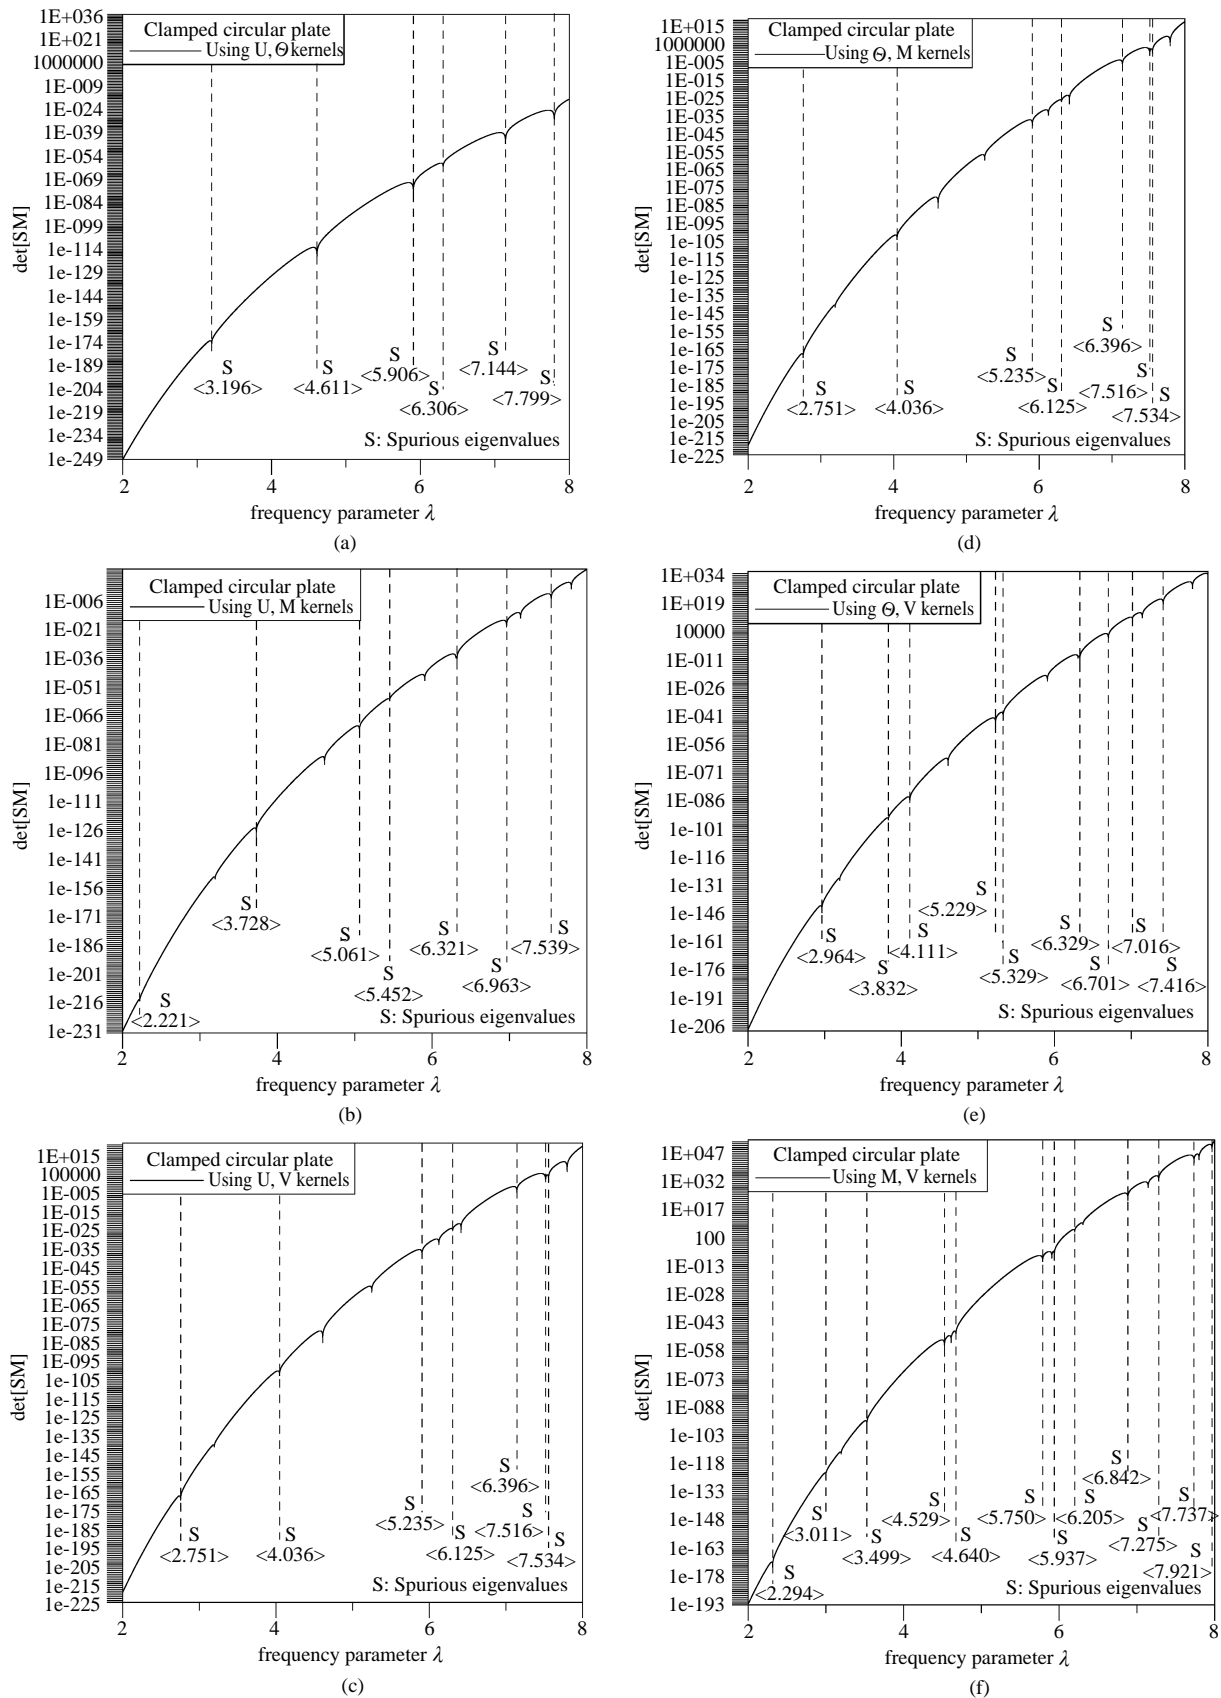 1E+036
1E+021
1000000
1E-009
1E-024
1E-039
1E-054
1E-069
1E-084
1E-099
1e-114
1e-129
1e-144
1e-159
1e-174
1e-189
1e-204
1e-219
1e-234
1e-249
det[SM]
Clamped circular plate
Using U, Θ kernels
S
<3.196>
S
<4.611>
S
<5.906>
S
<6.306>
S
<7.144>
S
<7.799>
S: Spurious eigenvalues
2 4 6 8
frequency parameter λ
(a)
1E+015
1000000
1E-005
1E-015
1E-025
1E-035
1E-045
1E-055
1E-065
1E-075
1E-085
1E-095
1e-105
1e-115
1e-125
1e-135
1e-145
1e-155
1e-165
1e-175
1e-185
1e-195
1e-205
1e-215
1e-225
det[SM]
Clamped circular plate
Using Θ, M kernels
S
<2.751>
S
<4.036>
S
<5.235>
S
<6.125>
S
<6.396>
S
<7.516>
S
<7.534>
S: Spurious eigenvalues
2 4 6 8
frequency parameter λ
(d)
1E-006
1E-021
1E-036
1E-051
1E-066
1E-081
1E-096
1e-111
1e-126
1e-141
1e-156
1e-171
1e-186
1e-201
1e-216
1e-231
det[SM]
Clamped circular plate
Using U, M kernels
S
<2.221>
S
<3.728>
S
<5.061>
S
<5.452>
S
<6.321>
S
<6.963>
S
<7.539>
S: Spurious eigenvalues
2 4 6 8
frequency parameter λ
(b)
1E+034
1E+019
10000
1E-011
1E-026
1E-041
1E-056
1E-071
1E-086
1e-101
1e-116
1e-131
1e-146
1e-161
1e-176
1e-191
1e-206
det[SM]
Clamped circular plate
Using Θ, V kernels
S
<2.964>
S
<3.832>
S
<4.111>
S
<5.229>
S
<5.329>
S
<6.329>
S
<6.701>
S
<7.016>
S
<7.416>
S: Spurious eigenvalues
2 4 6 8
frequency parameter λ
(e)
1E+015
100000
1E-005
1E-015
1E-025
1E-035
1E-045
1E-055
1E-065
1E-075
1E-085
1E-095
1e-105
1e-115
1e-125
1e-135
1e-145
1e-155
1e-165
1e-175
1e-185
1e-195
1e-205
1e-215
1e-225
det[SM]
Clamped circular plate
Using U, V kernels
S
<2.751>
S
<4.036>
S
<5.235>
S
<6.125>
S
<6.396>
S
<7.516>
S
<7.534>
S: Spurious eigenvalues
2 4 6 8
frequency parameter λ
(c)
1E+047
1E+032
1E+017
100
1E-013
1E-028
1E-043
1E-058
1E-073
1E-088
1e-103
1e-118
1e-133
1e-148
1e-163
1e-178
1e-193
det[SM]
Clamped circular plate
Using M, V kernels
S
<2.294>
S
<3.011>
S
<3.499>
S
<4.529>
S
<4.640>
S
<5.750>
S
<5.937>
S
<6.205>
S
<6.842>
S
<7.275>
S
<7.737>
S
<7.921>
S: Spurious eigenvalues
2 4 6 8
frequency parameter λ
(f)